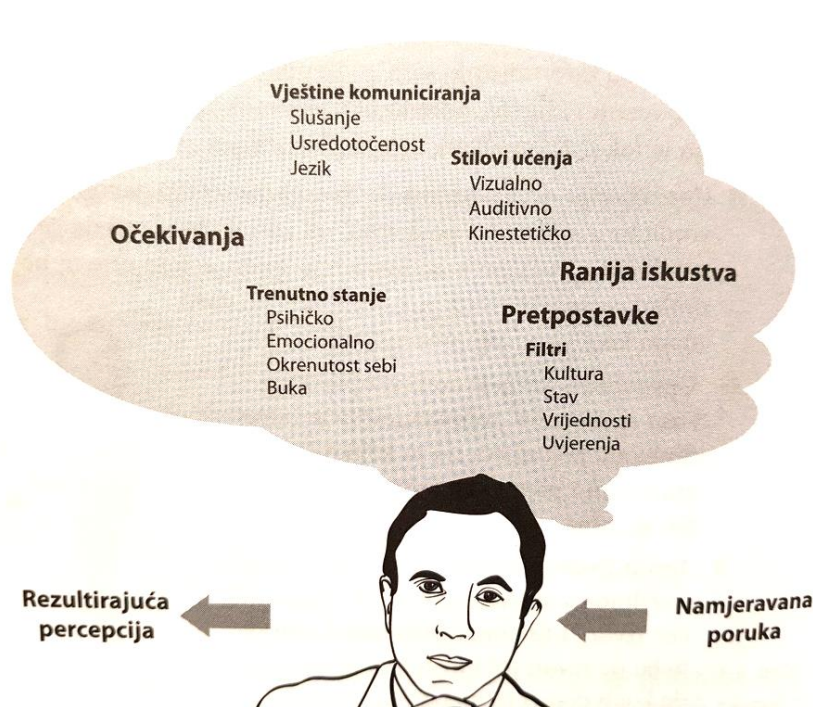 Vještine komuniciranja
Slušanje
Usredotočenost
Jezik
Stilovi učenja
Vizualno
Auditivno
Kinestetičko
Očekivanja
Ranija iskustva
Trenutno stanje
Psihičko
Emocionalno
Okrenutost sebi
Buka
Pretpostavke
Filtri
Kultura
Stav
Vrijednosti
Uvjerenja
Rezultirajuća
percepcija
Namjeravana
poruka